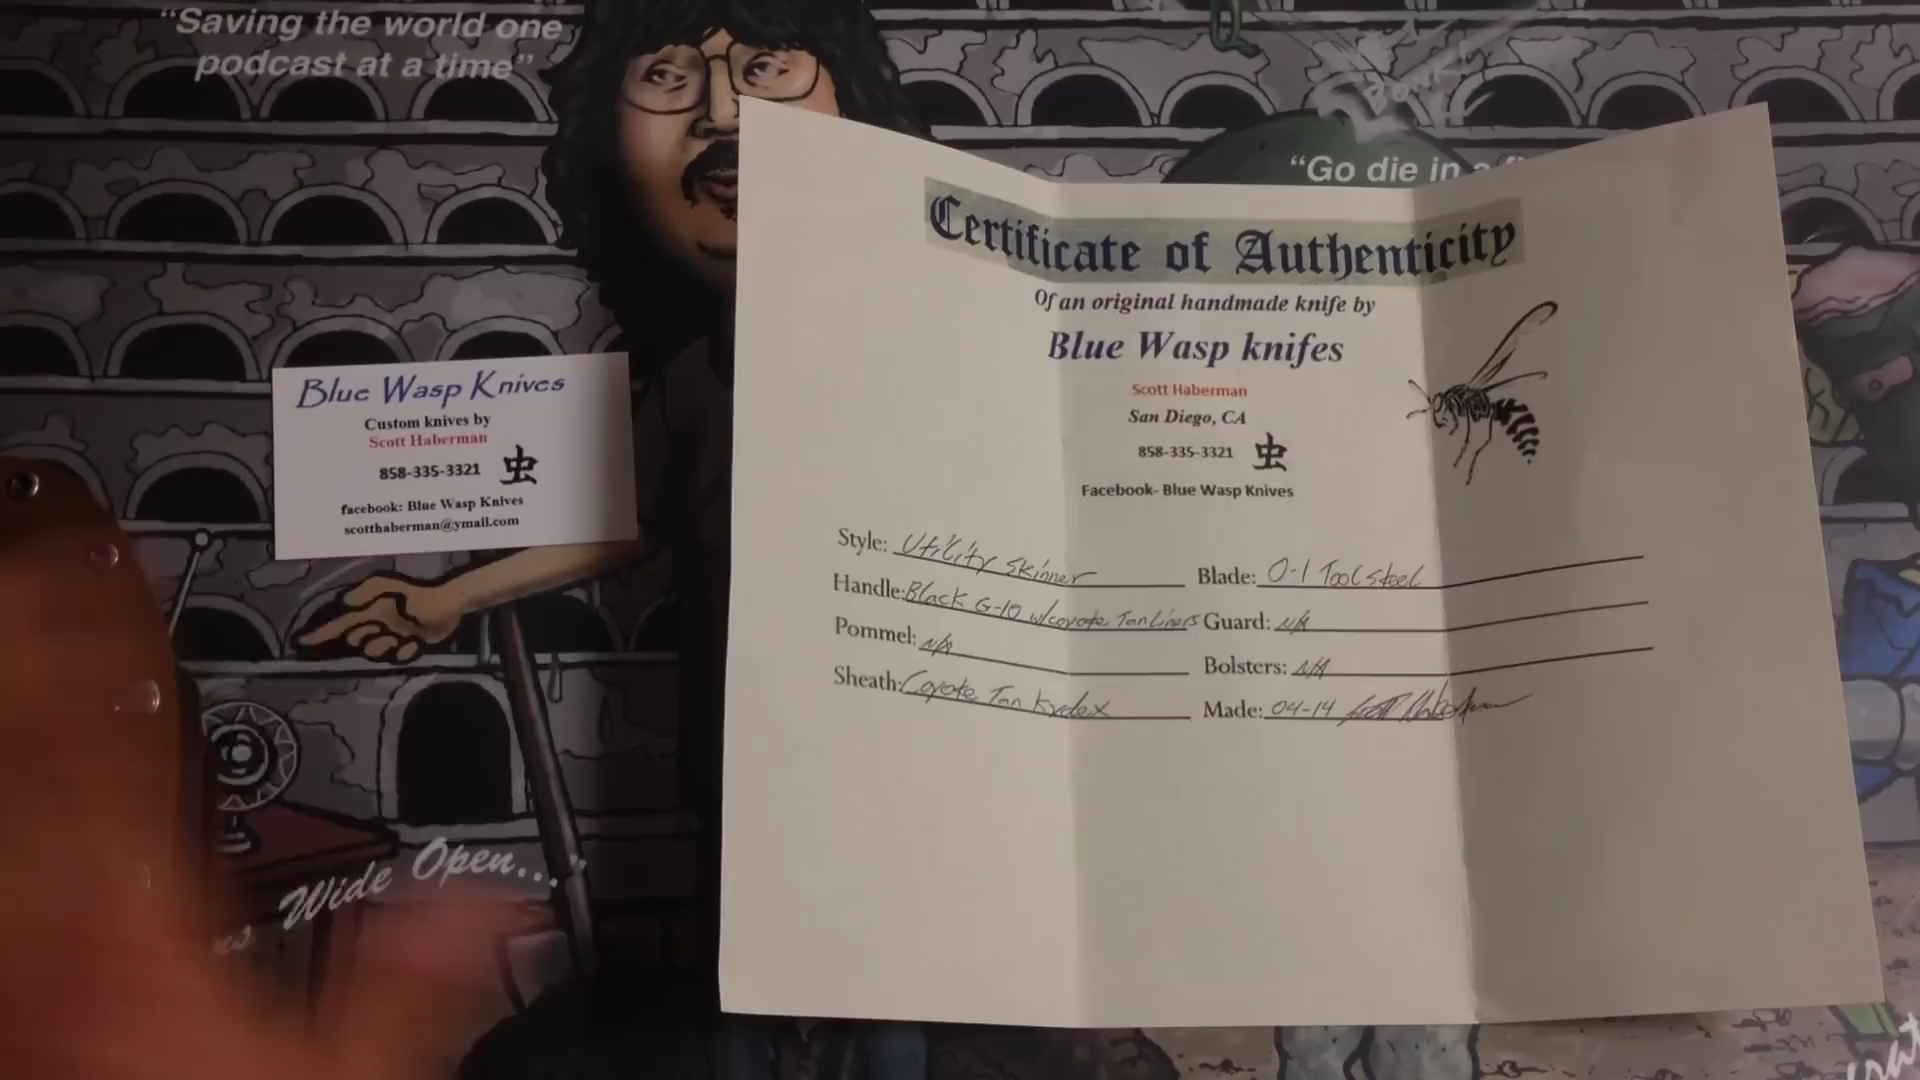 “Saving the world one
podcast at a time”
“Go die in a
Blue Wasp Knives
Custom knives by
Scott Haberman
858-335-3321 虫
facebook: Blue Wasp Knives
scotthaberman@ymail.com
Certificate of Authenticity
Of an original handmade knife by
Blue Wasp knifes
Scott Haberman
San Diego, CA
858-335-3321 虫
Facebook- Blue Wasp Knives
Style: Utility Skinner Blade: O-1 Tool steel
Handle: Black G-10 w/coyote Tan Liners Guard: N/A
Pommel: N/A Bolsters: N/A
Sheath: Coyote Tan Kydex Made: 04-14 Scott Haberman
Wide Open..."